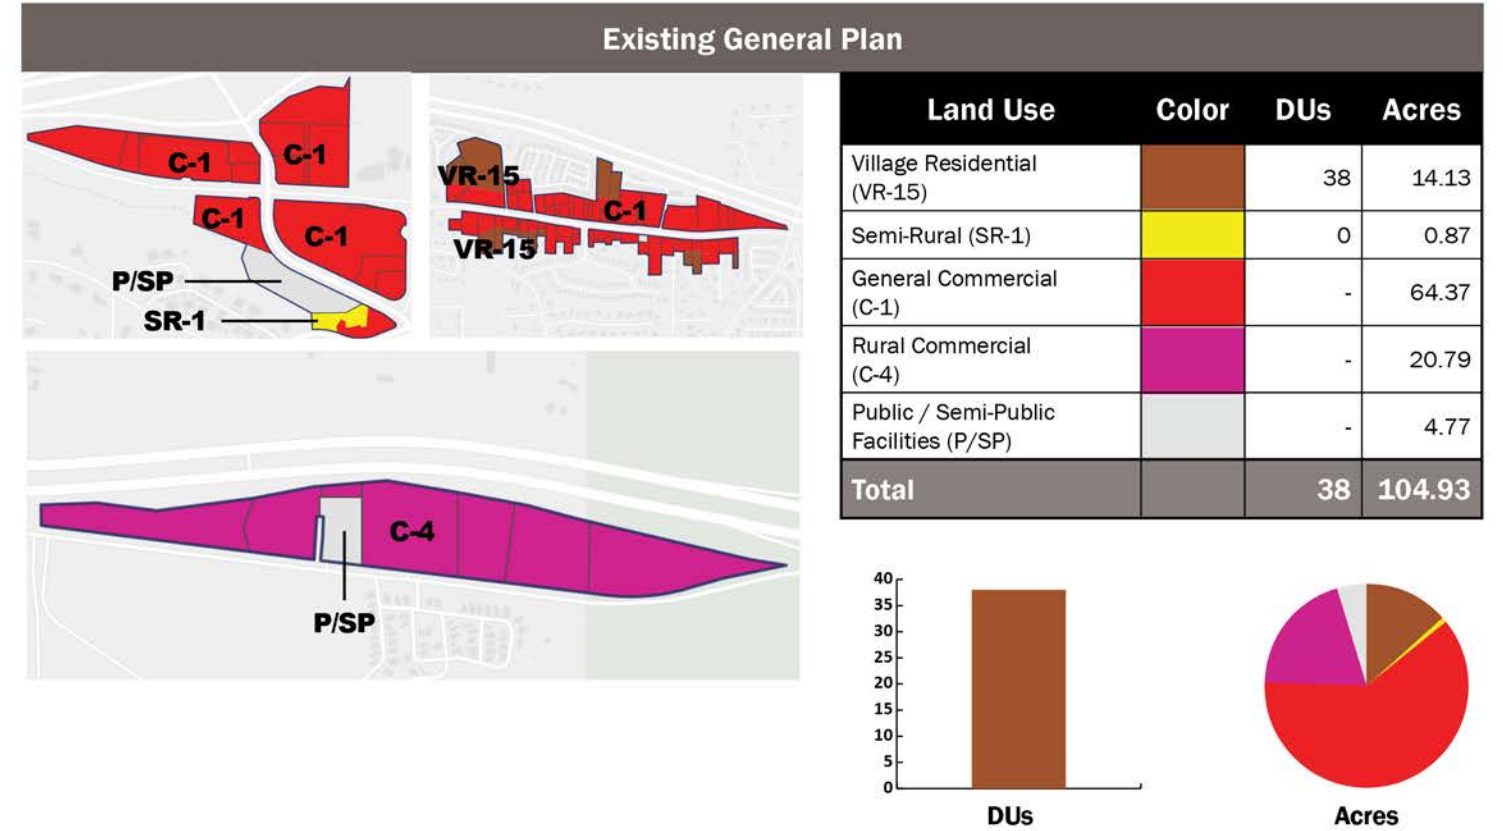 Existing General Plan
C-1
C-1
C-1
C-1
P/SP
SR-1
VR-15
C-1
VR-15
C-4
P/SP
Land Use Color DUs Acres
Village Residential
(VR-15) 38 14.13
Semi-Rural (SR-1) 0 0.87
General Commercial
(C-1) - 64.37
Rural Commercial
(C-4) - 20.79
Public / Semi-Public
Facilities (P/SP) - 4.77
Total 38 104.93
40
35
30
25
20
15
10
5
0
DUs
Acres